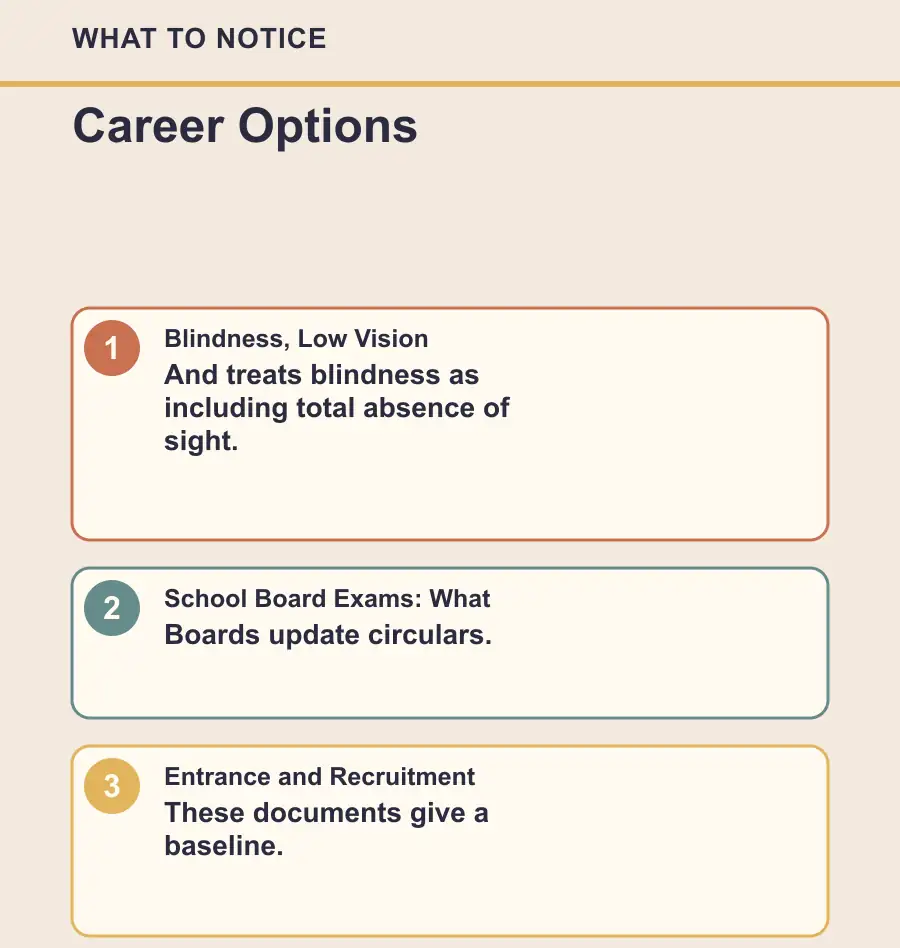 WHAT TO NOTICE
Career Options
1
Blindness, Low Vision
And treats blindness as
including total absence of
sight.
2
School Board Exams: What
Boards update circulars.
3
Entrance and Recruitment
These documents give a
baseline.